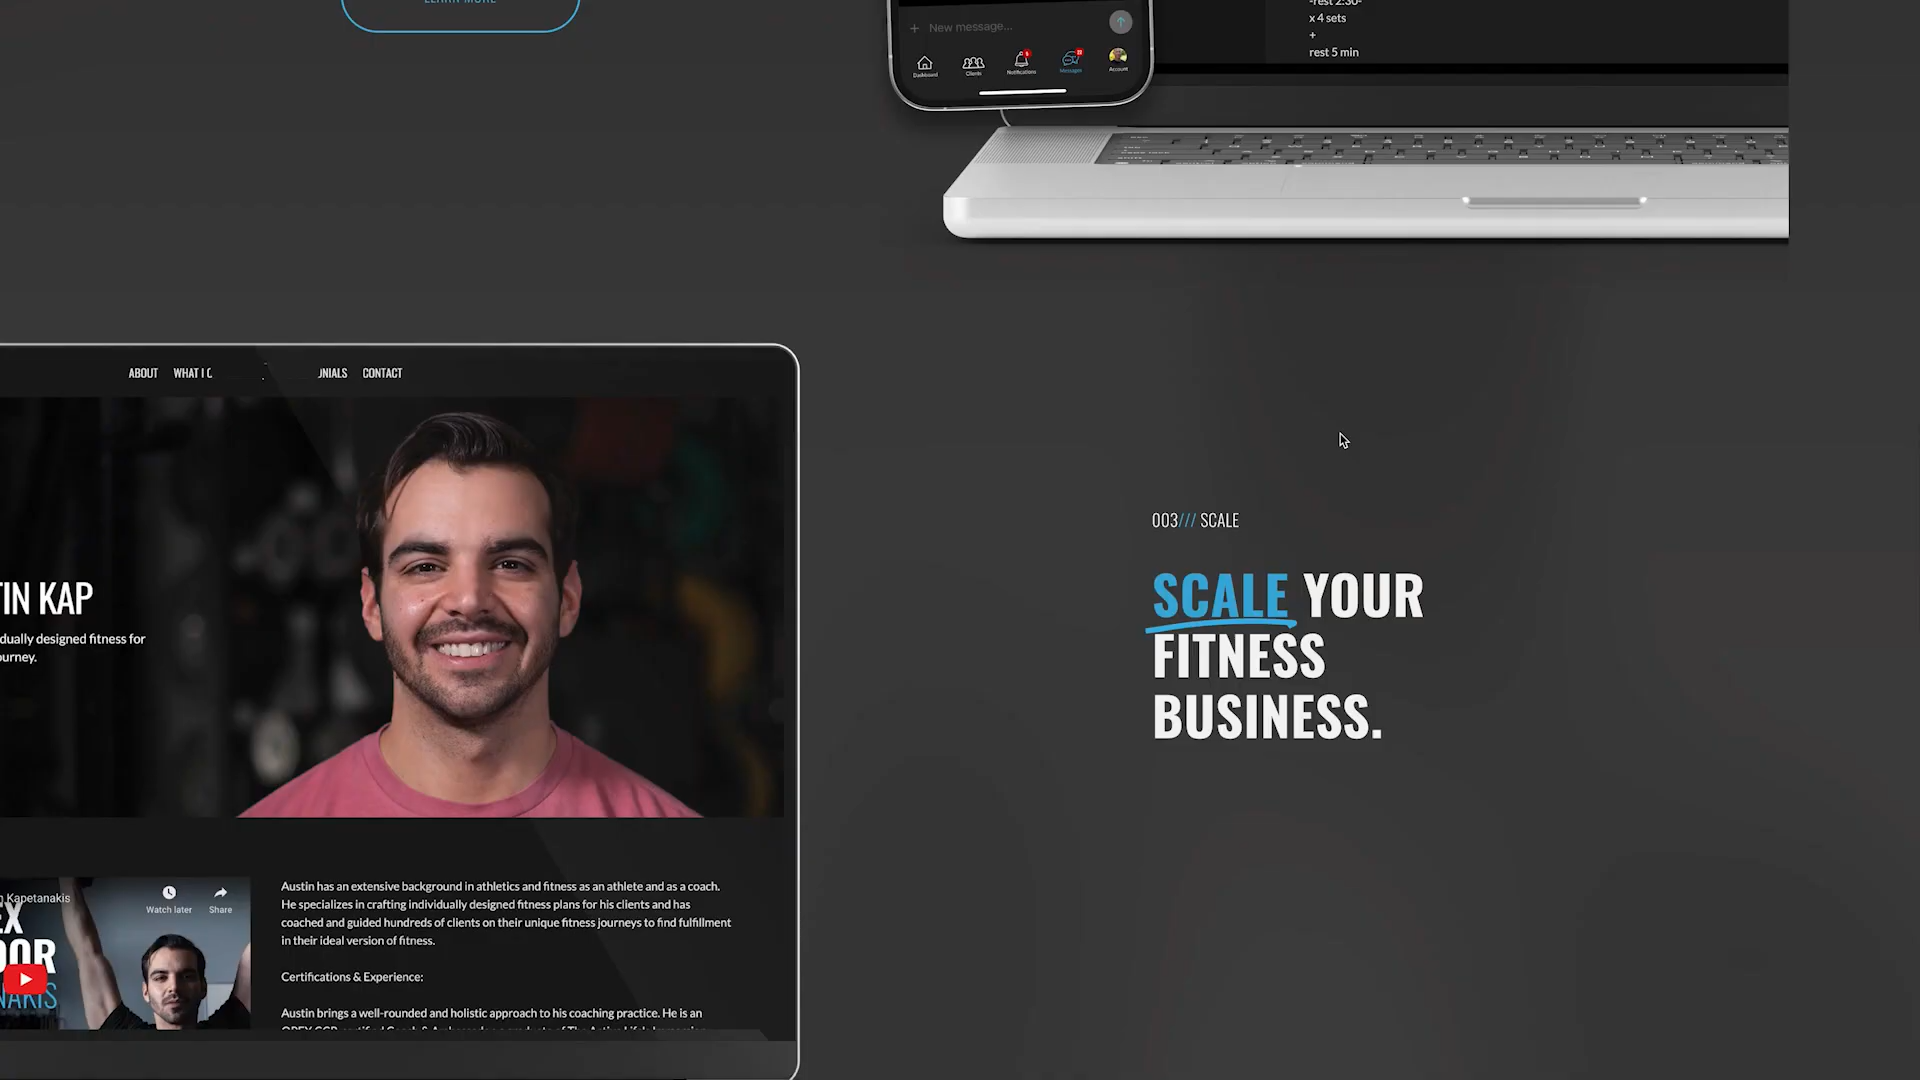 LEARN MORE
New message...
Dashboard
Clients
Notifications
Messages
Account
-rest 2:30-
x 4 sets
+
rest 5 min
ABOUT WHAT I CONTACT
TIN KAP
dually designed fitness for
ourney.
003/// SCALE
SCALE YOUR
FITNESS
BUSINESS.
Kapetanakis
Watch later
Share
Austin has an extensive background in athletics and fitness as an athlete and as a coach.
He specializes in crafting individually designed fitness plans for his clients and has
coached and guided hundreds of clients on their unique fitness journeys to find fulfillment
in their ideal version of fitness.
Certifications & Experience:
Austin brings a well-rounded and holistic approach to his coaching practice. He is an